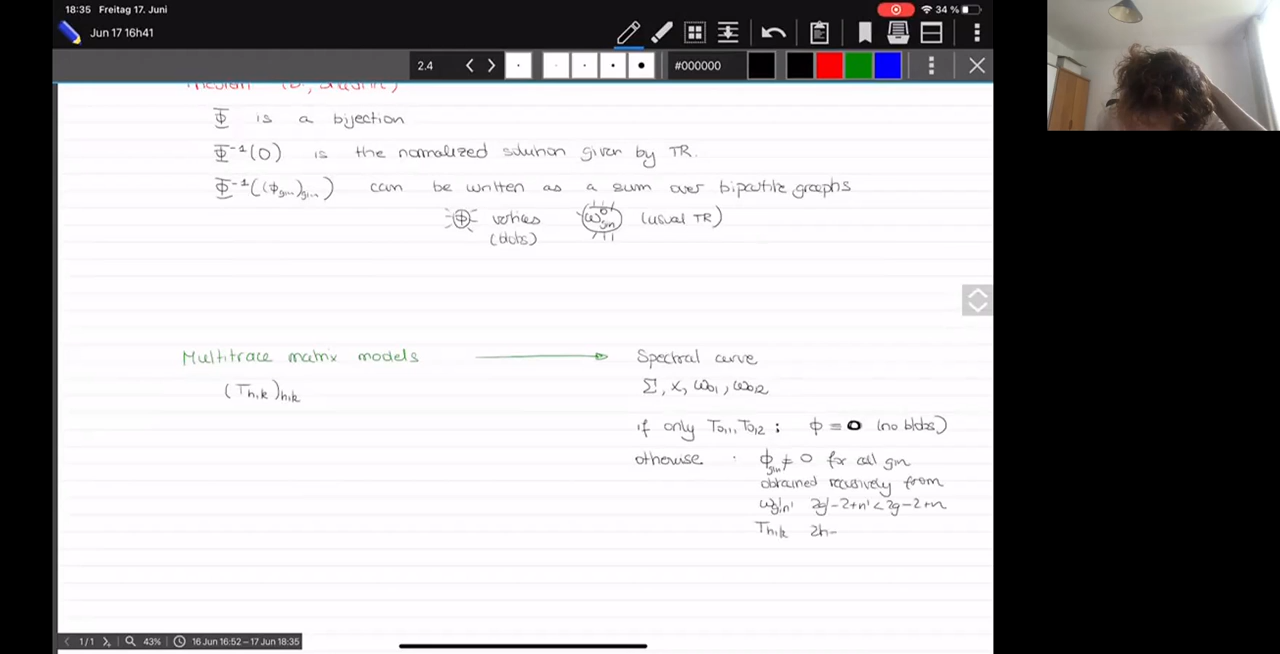 18:35 Freitag 17. Juni
34 %
Jun 17 16h41
2.4
#000000
Φ is a bijection
Φ⁻¹(0) is the normalized solution given by TR.
Φ⁻¹((ϕg,n)g,n) can be written as a sum over bipartite graphs
ϕ vertices ω⁰g,n (usual TR)
(blobs)
Multitrace matrix models → Spectral curve
(Th,k)h,k
Σ, x, ω0,1, ω0,2
if only T0,1, T0,2 : ϕ = 0 (no blobs)
otherwise · ϕg,n ≠ 0 for all g,n
obtained recursively from
ωg',n' 2g'-2+n' < 2g-2+n
Th,k 2h-
1/1 43% 16 Jun 16:52 – 17 Jun 18:35